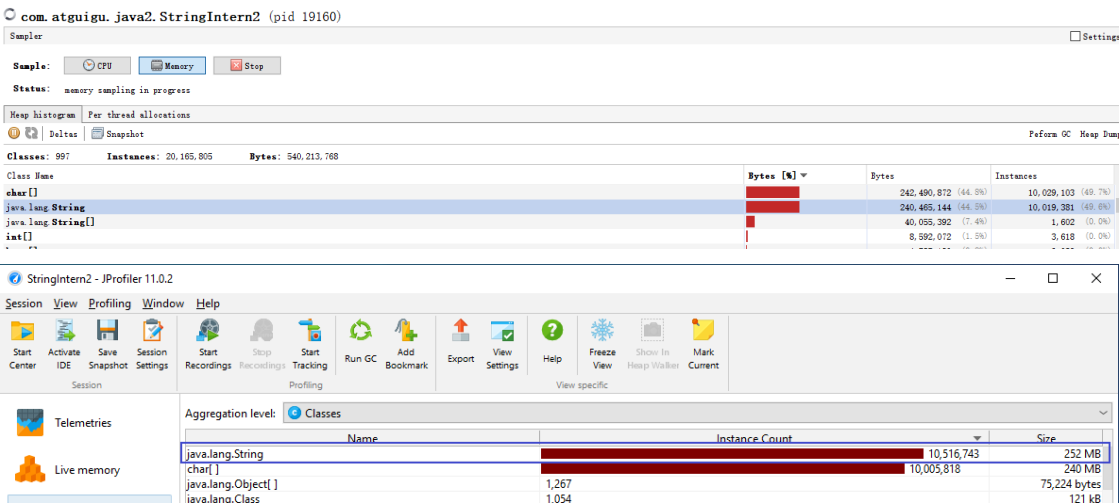 com.atguigu.java2.StringIntern2 (pid 19160)
Sampler
Settings
Sample: CPU Memory Stop
Status: memory sampling in progress
Heap histogram Per thread allocations
Deltas Snapshot Peform GC Heap Dump
Classes: 997 Instances: 20,165,805 Bytes: 540,213,768
Class Name Bytes [%] Bytes Instances
char[] 242,490,872 (44.8%) 10,029,103 (49.7%)
java.lang.String 240,465,144 (44.5%) 10,019,381 (49.6%)
java.lang.String[] 40,055,392 (7.4%) 1,602 (0.0%)
int[] 8,592,072 (1.5%) 3,618 (0.0%)
StringIntern2 - JProfiler 11.0.2
Session View Profiling Window Help
Start Center Activate IDE Save Snapshot Session Settings Start Recordings Stop Recordings Start Tracking Run GC Add Bookmark Export View Settings Help Freeze View Show In Heap Walker Mark Current
Session Profiling View specific
Telemetries
Live memory
Aggregation level: Classes
Name Instance Count Size
java.lang.String 10,516,743 252 MB
char[ ] 10,005,818 240 MB
java.lang.Object[ ] 1,267 75,224 bytes
java.lang.Class 1,054 121 kB